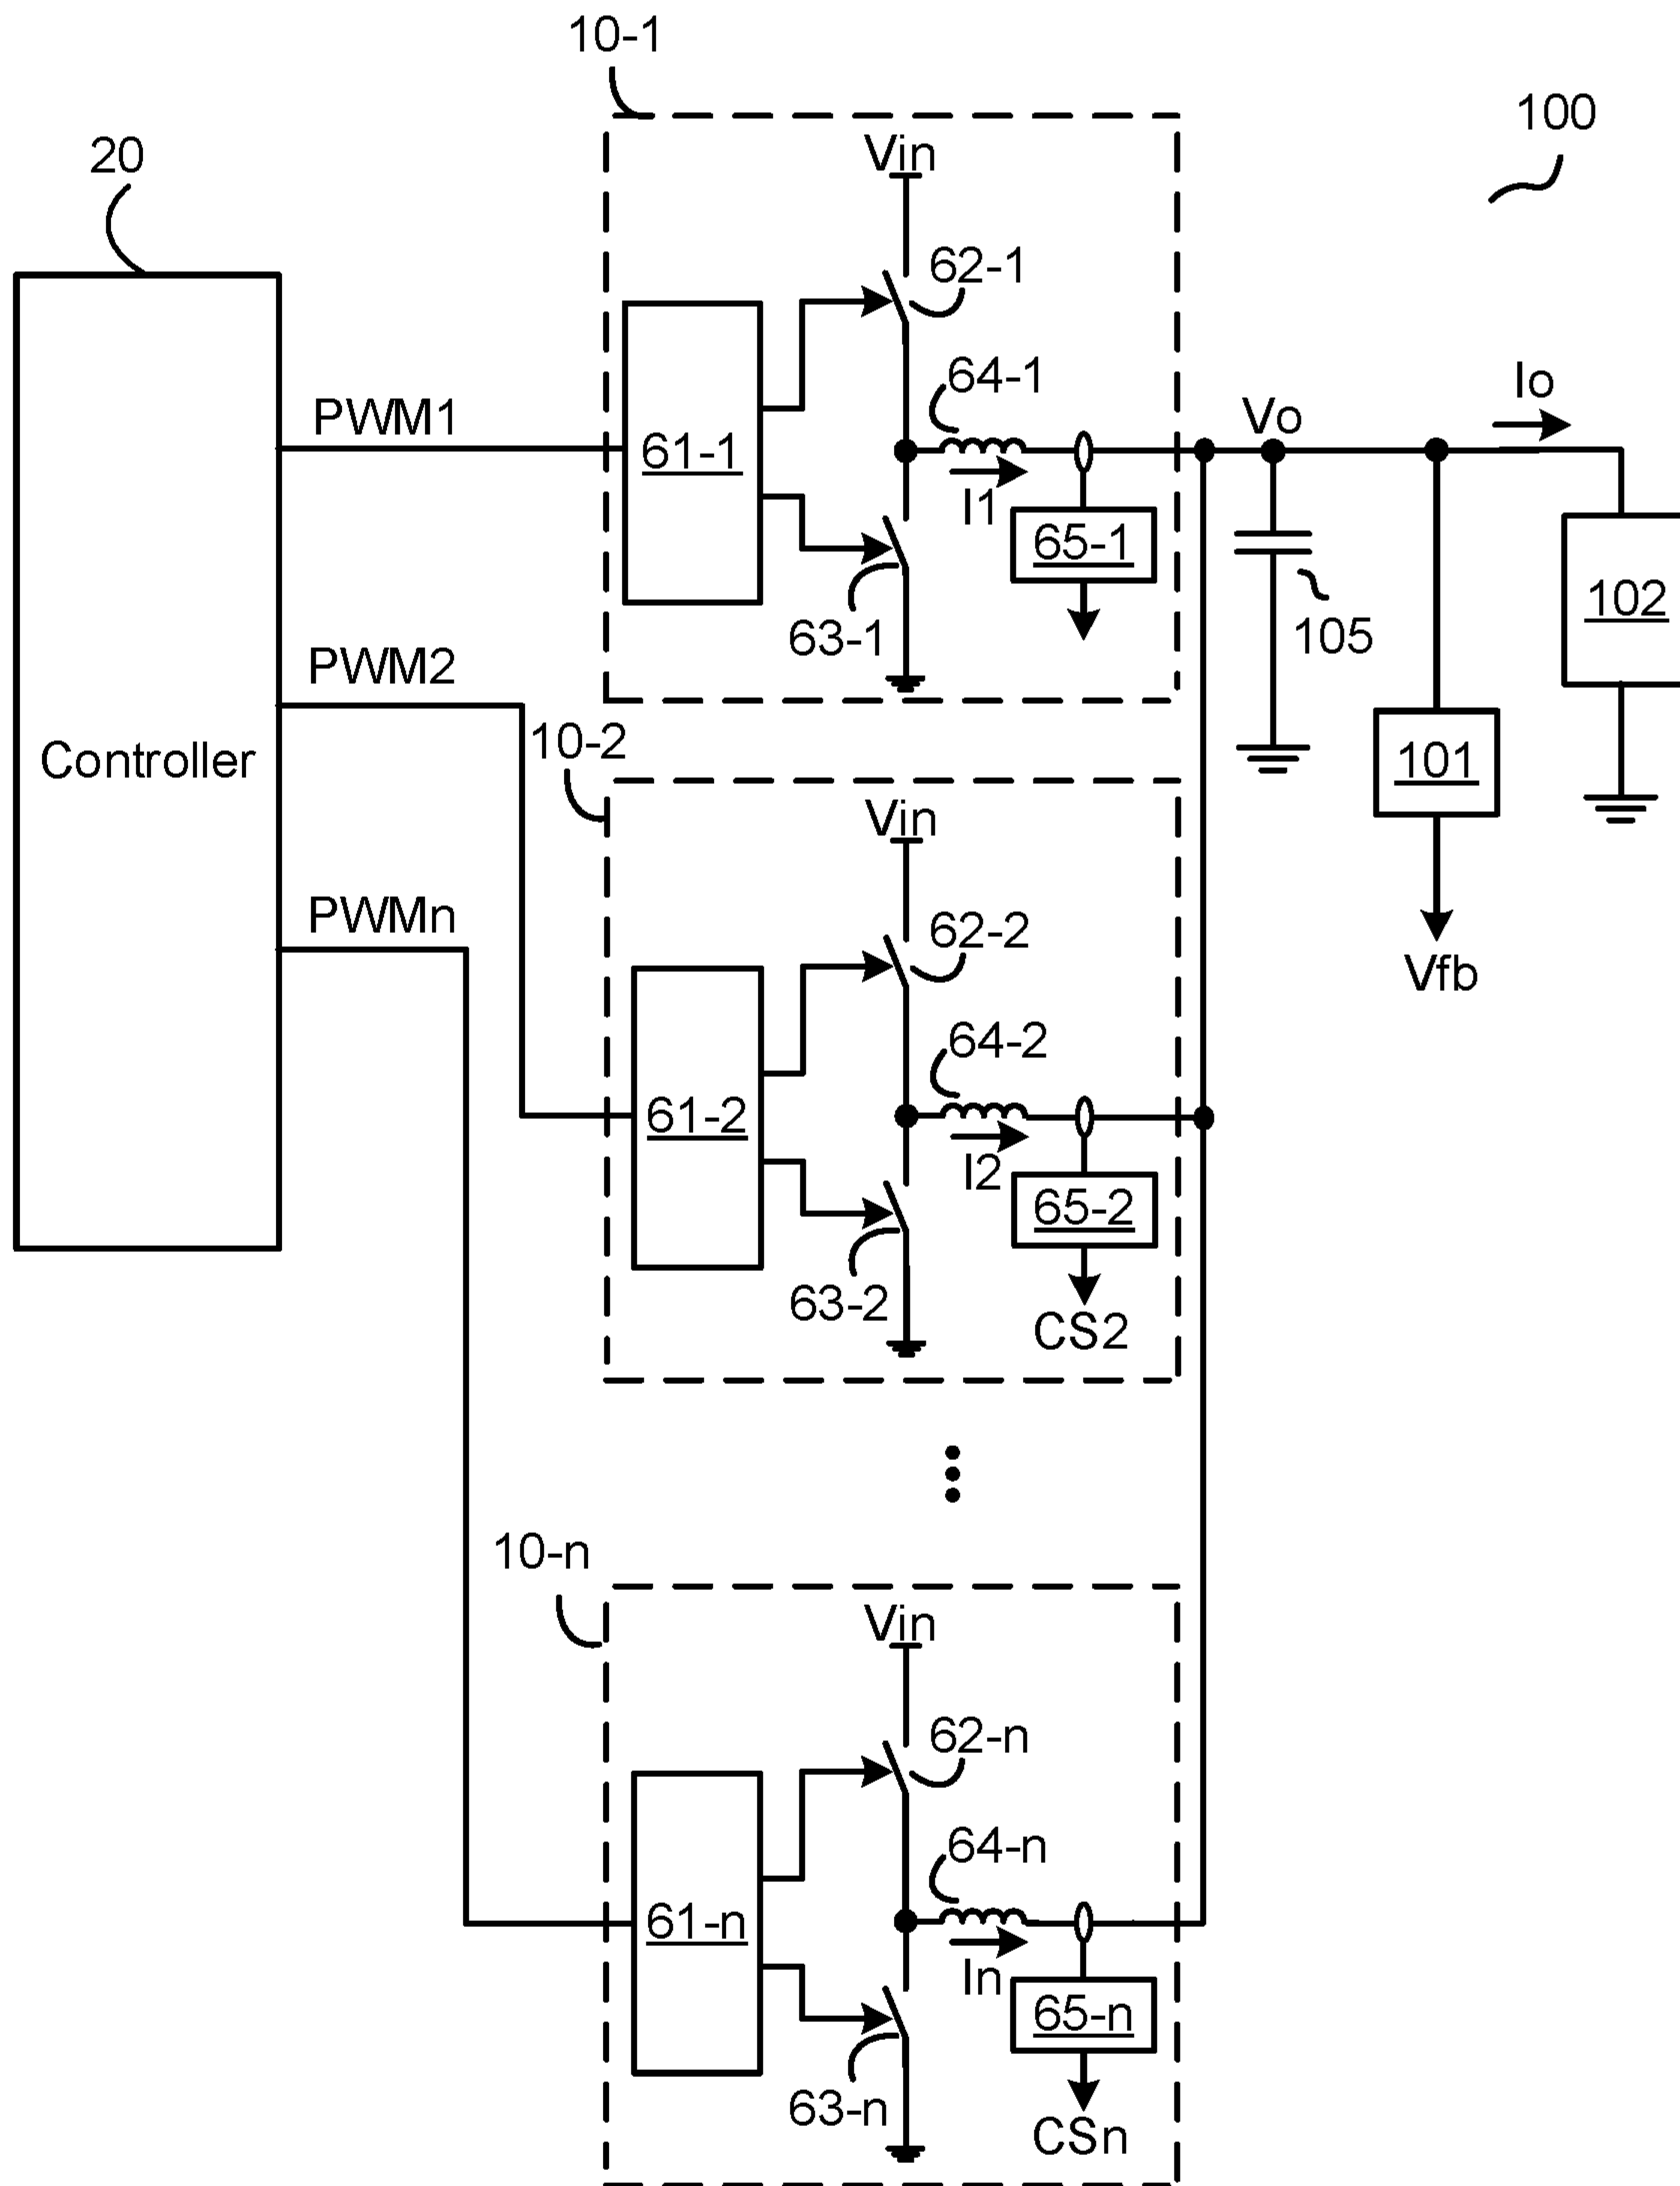 10-1
100
20
Vin
62-1
64-1
Io
PWM1
Vo
61-1
I1
65-1
102
63-1
105
PWM2
10-2
Controller
101
Vin
PWMn
62-2
Vfb
64-2
61-2
I2
65-2
63-2
CS2
10-n
Vin
62-n
64-n
61-n
In
65-n
63-n
CSn